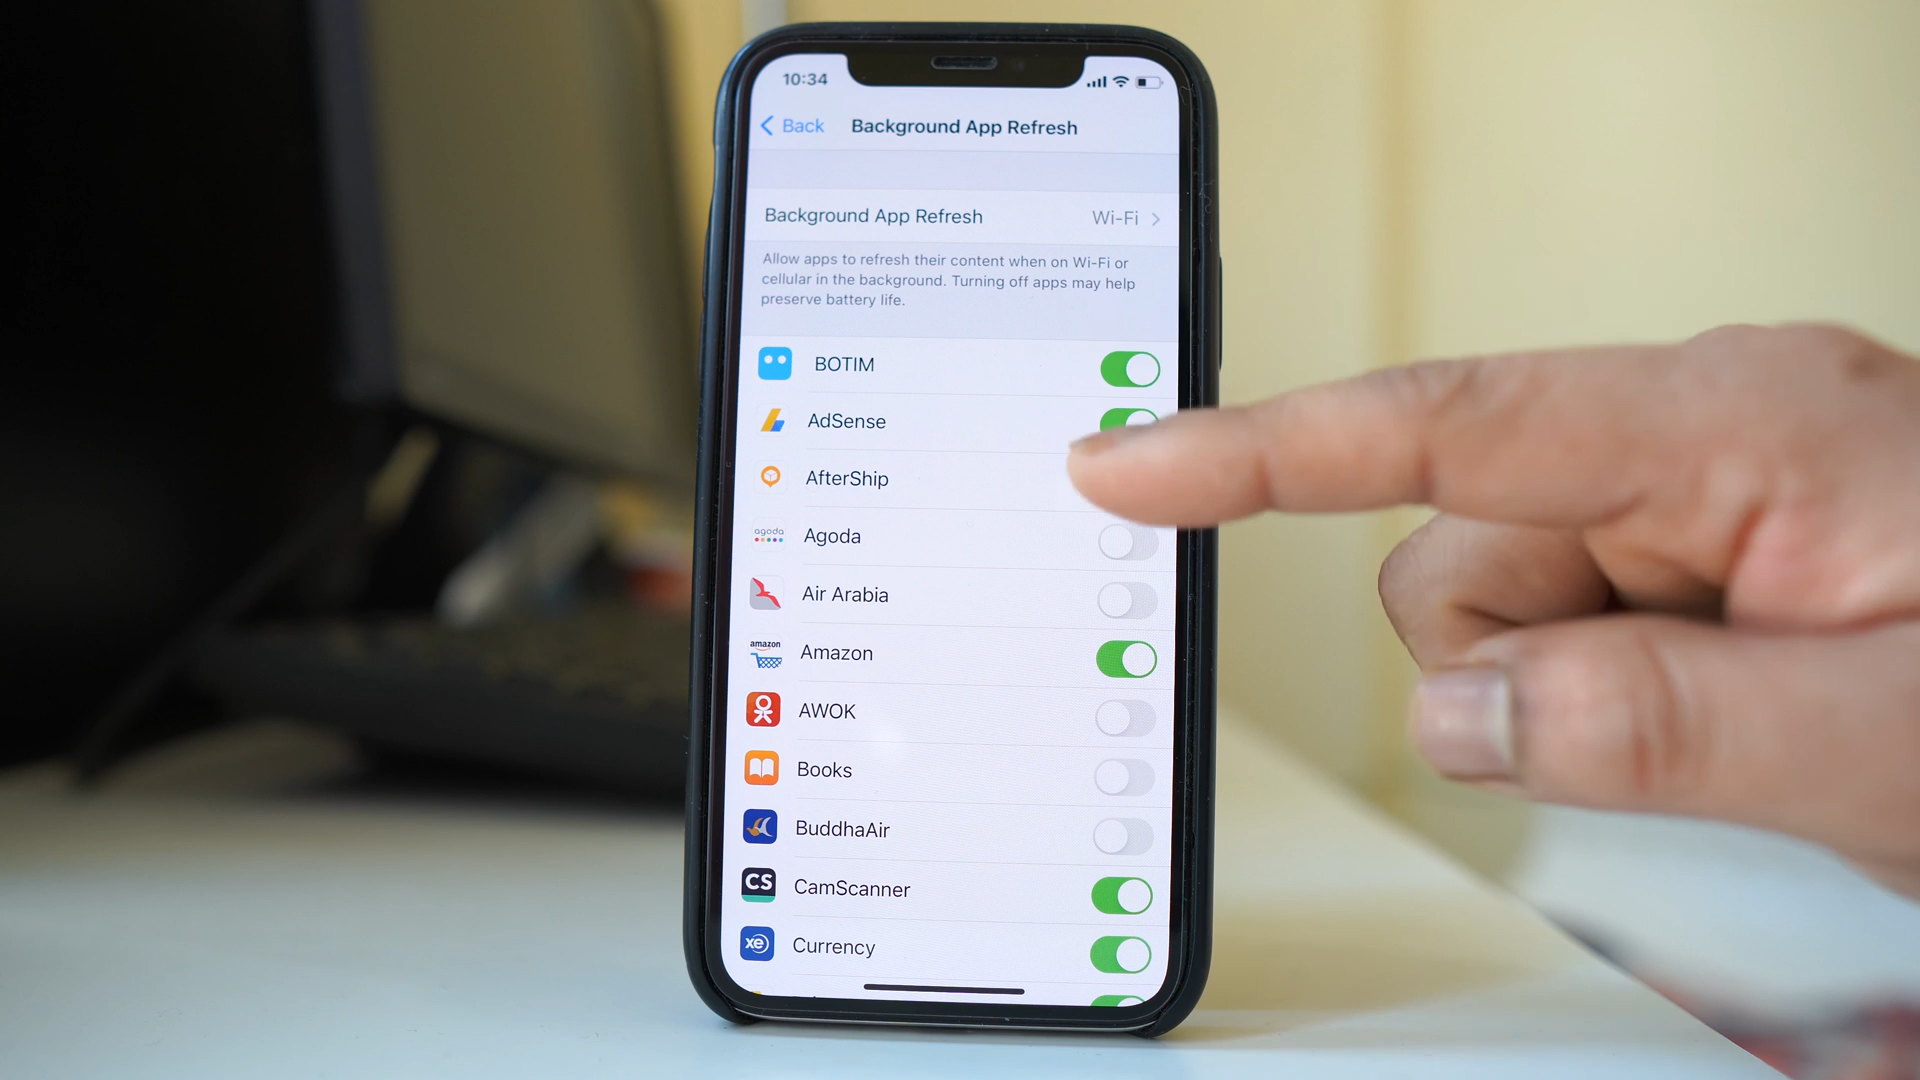 10:34
Back Background App Refresh
Background App Refresh Wi-Fi
Allow apps to refresh their content when on Wi-Fi or
cellular in the background. Turning off apps may help
preserve battery life.
BOTIM
AdSense
AfterShip
agoda Agoda
Air Arabia
amazon Amazon
AWOK
Books
BuddhaAir
CS CamScanner
xe Currency